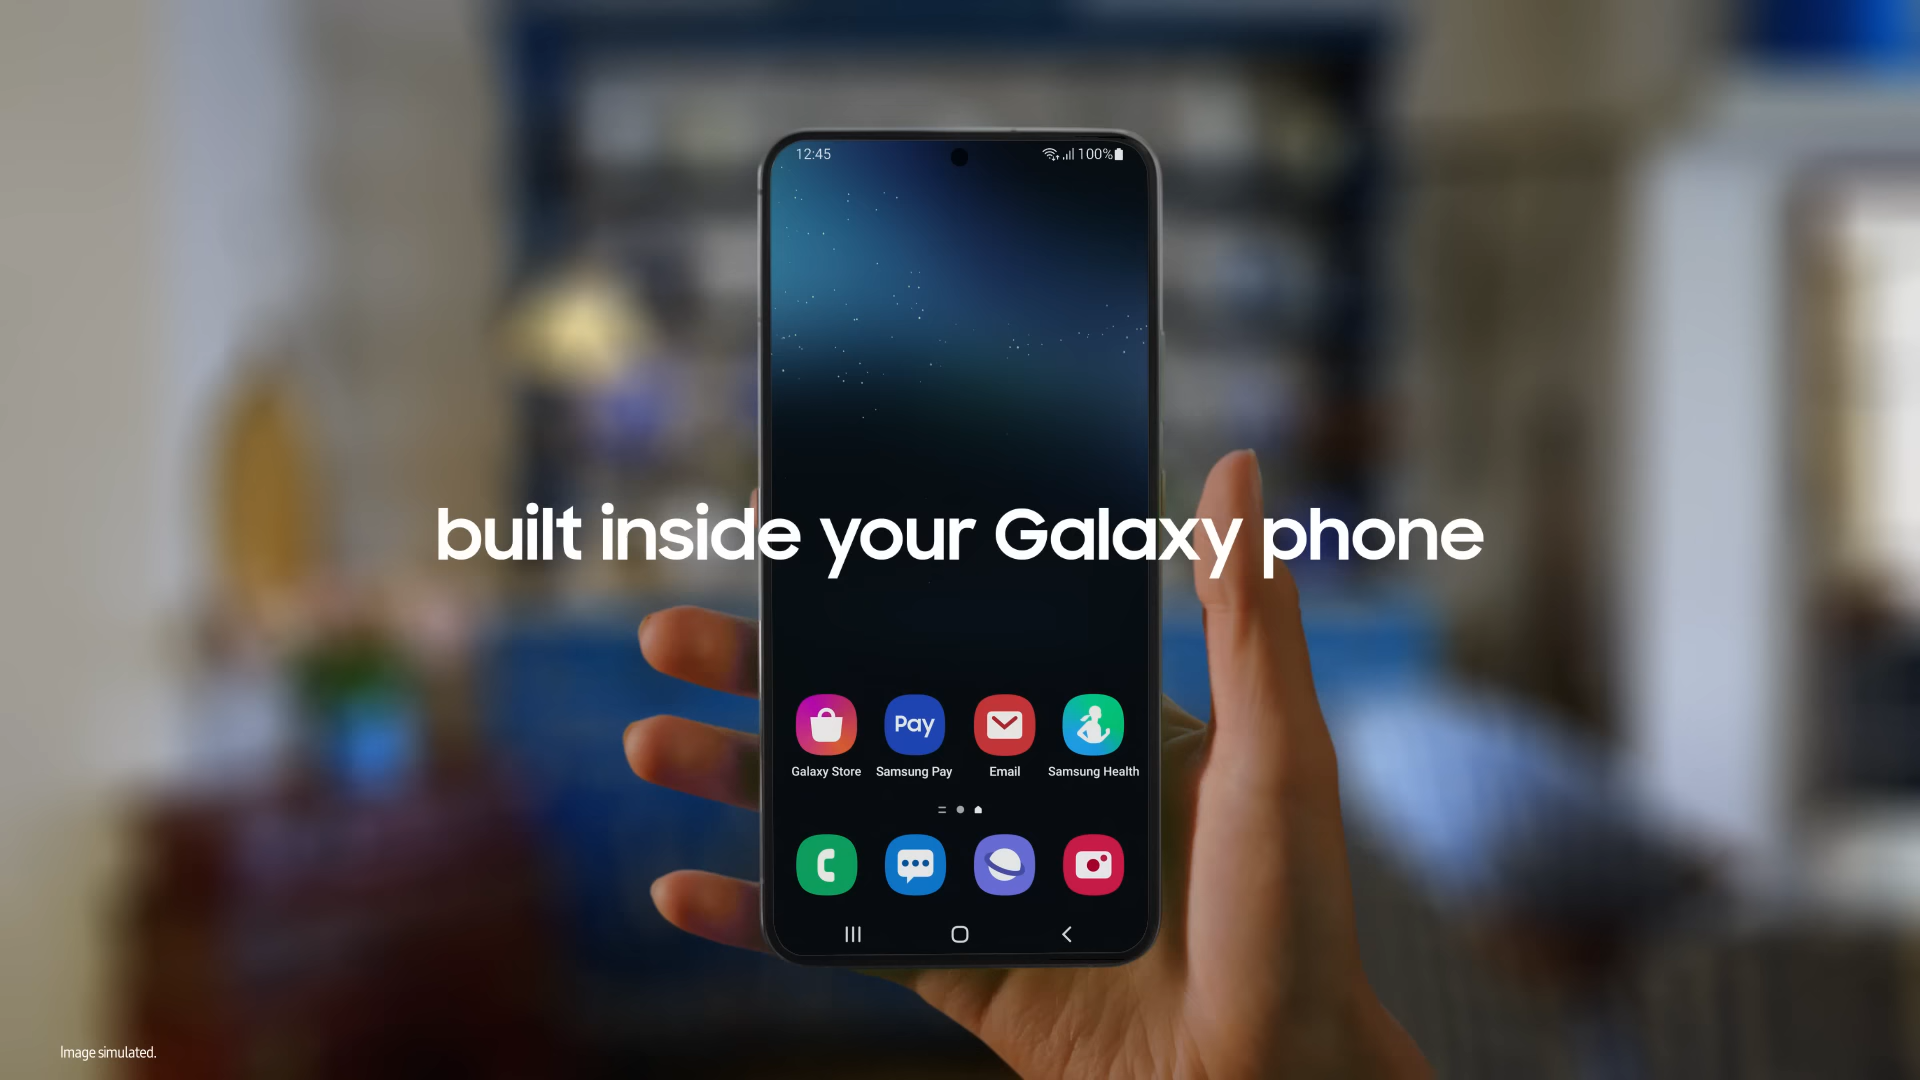 12:45
100%
built inside your Galaxy phone
Pay
Galaxy Store
Samsung Pay
Email
Samsung Health
Image simulated.